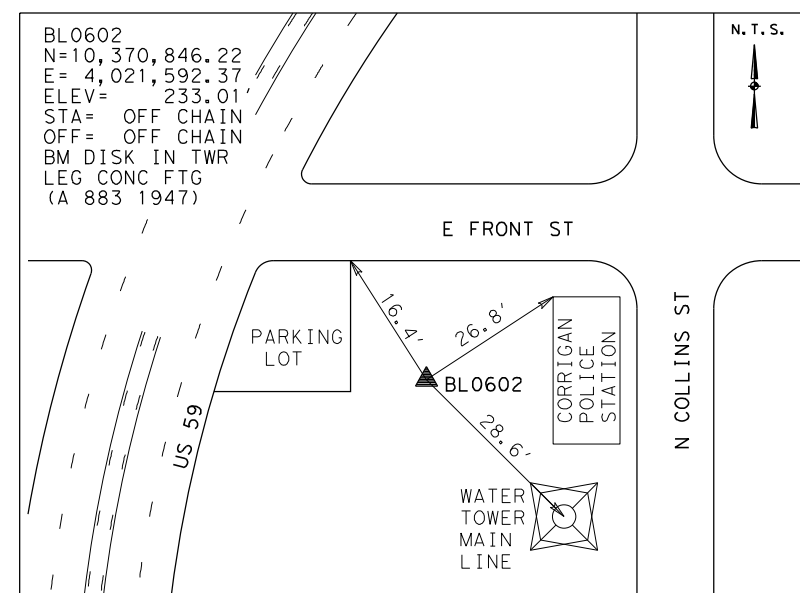 BL0602
N=10,370,846.22
E= 4,021,592.37
ELEV= 233.01'
STA= OFF CHAIN
OFF= OFF CHAIN
BM DISK IN TWR
LEG CONC FTG
(A 883 1947)
N.T.S.
E FRONT ST
16.4'
26.8'
PARKING
LOT
BL0602
CORRIGAN
POLICE
STATION
N COLLINS ST
US 59
28.6'
WATER
TOWER
MAIN
LINE